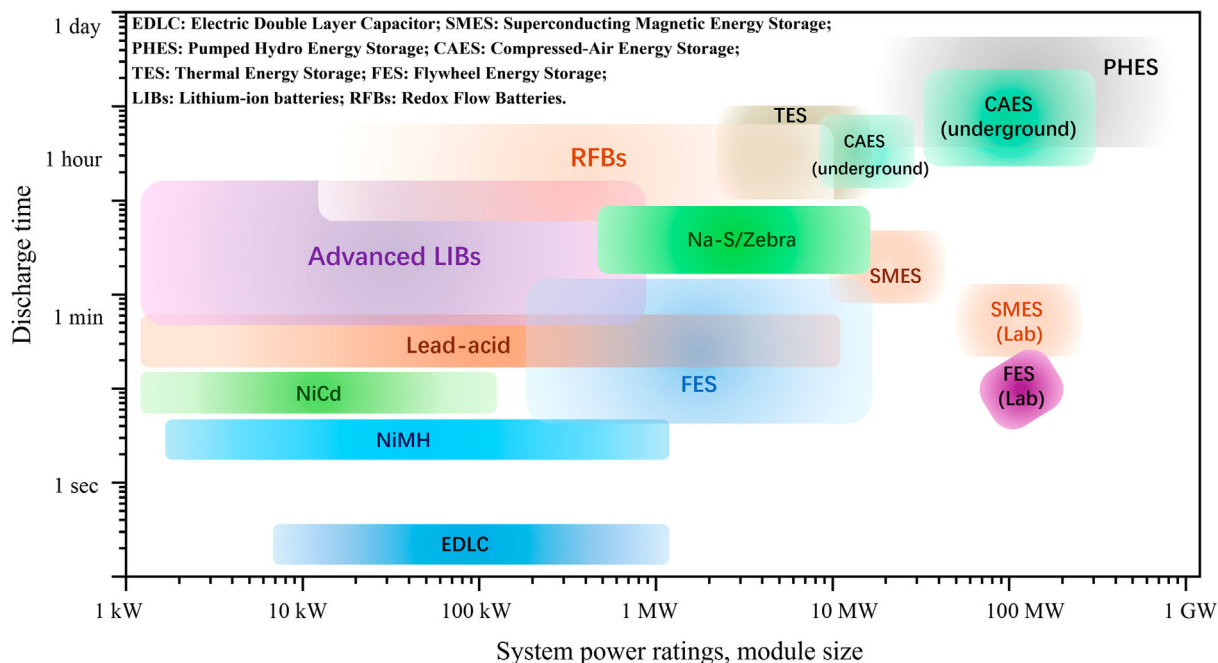 EDLC: Electric Double Layer Capacitor; SMES: Superconducting Magnetic Energy Storage;
PHES: Pumped Hydro Energy Storage; CAES: Compressed-Air Energy Storage;
TES: Thermal Energy Storage; FES: Flywheel Energy Storage;
LIBs: Lithium-ion batteries; RFBs: Redox Flow Batteries.
1 day
1 hour
1 min
1 sec
Discharge time
PHES
CAES
(underground)
TES
CAES
(underground)
RFBs
Na-S/Zebra
Advanced LIBs
SMES
SMES
(Lab)
Lead-acid
FES
FES
(Lab)
NiCd
NiMH
EDLC
1 kW
10 kW
100 kW
1 MW
10 MW
100 MW
1 GW
System power ratings, module size